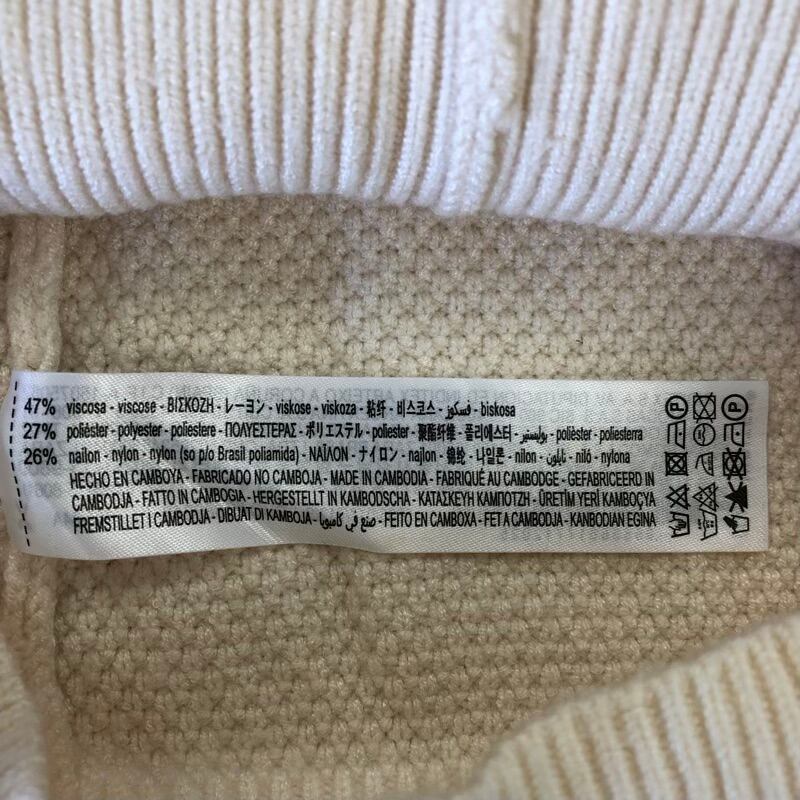 47% viscosa - viscose - ΒΙΣΚΟΖΗ - レーヨン - viskose - viskoza - 粘纤 - 비스코스 - فسكوز - biskosa
27% polièster - polyester - poliestere - ΠΟΛΥΕΣΤΕΡΑΣ - ポリエステル - poliester - 聚酯纤维 - 폴리에스터 - بوليستير - polièster - poliesterra
26% nailon - nylon - nylon (so p/o Brasil poliamida) - ΝΑΪΛΟΝ - ナイロン - najlon - 锦纶 - 나일론 - nilon - نايلون - niló - nylona
HECHO EN CAMBOYA - FABRICADO NO CAMBOJA - MADE IN CAMBODIA - FABRIQUÉ AU CAMBODGE - GEFABRICEERD IN
CAMBODJA - FATTO IN CAMBOGIA - HERGESTELLT IN KAMBODSCHA - ΚΑΤΑΣΚΕΥΗ ΚΑΜΠΟΤΖΗ - ÜRETİM YERİ KAMBOÇYA
FREMSTILLET I CAMBODJA - DIBUAT DI KAMBOJA - صنع في كامبوديا - FEITO EN CAMBOXA - FET A CAMBODJA - KANBODIAN EGINA